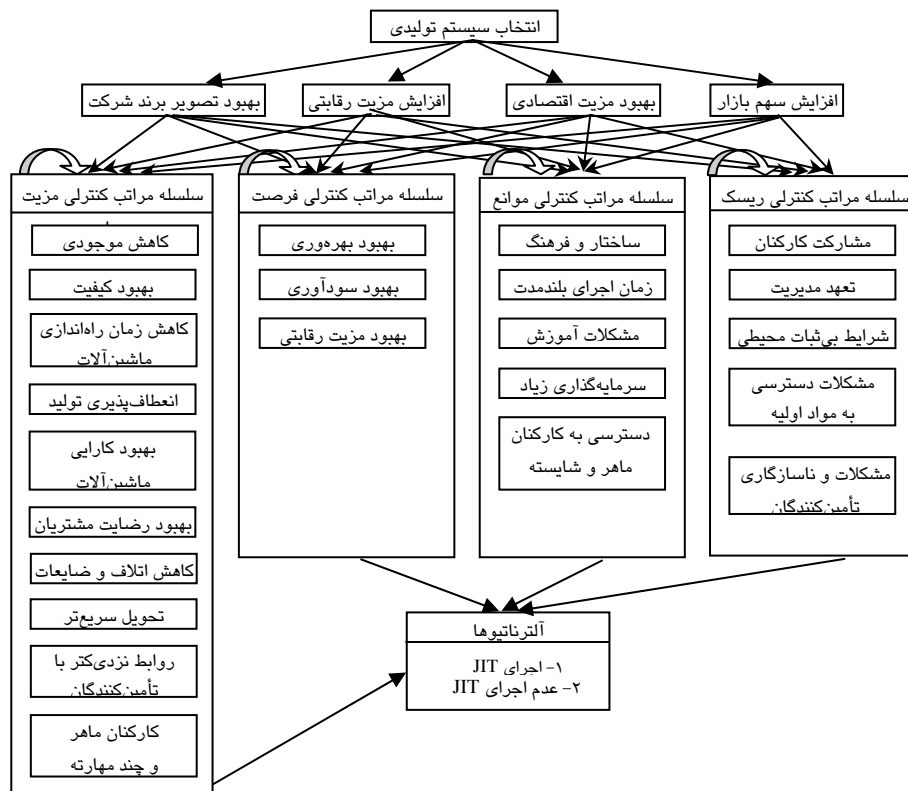 انتخاب سیستم تولیدی
افزایش سهم بازار
بهبود مزیت اقتصادی
افزایش مزیت رقابتی
بهبود تصویر برند شرکت
سلسله مراتب کنترلی ریسک
مشارکت کارکنان
تعهد مدیریت
شرایط بی‌ثبات محیطی
مشکلات دسترسی
به مواد اولیه
مشکلات و ناسازگاری
تأمین‌کنندگان
سلسله مراتب کنترلی موانع
ساختار و فرهنگ
زمان اجرای بلندمدت
مشکلات آموزش
سرمایه‌گذاری زیاد
دسترسی به کارکنان
ماهر و شایسته
سلسله مراتب کنترلی فرصت
بهبود بهره‌وری
بهبود سودآوری
بهبود مزیت رقابتی
سلسله مراتب کنترلی مزیت
کاهش موجودی
بهبود کیفیت
کاهش زمان راه‌اندازی
ماشین‌آلات
انعطاف‌پذیری تولید
بهبود کارایی
ماشین‌آلات
بهبود رضایت مشتریان
کاهش اتلاف و ضایعات
تحویل سریع‌تر
روابط نزدی‌کتر با
تأمین‌کنندگان
کارکنان ماهر
و چند مهارته
آلترناتیوها
۱- اجرای JIT
۲- عدم اجرای JIT